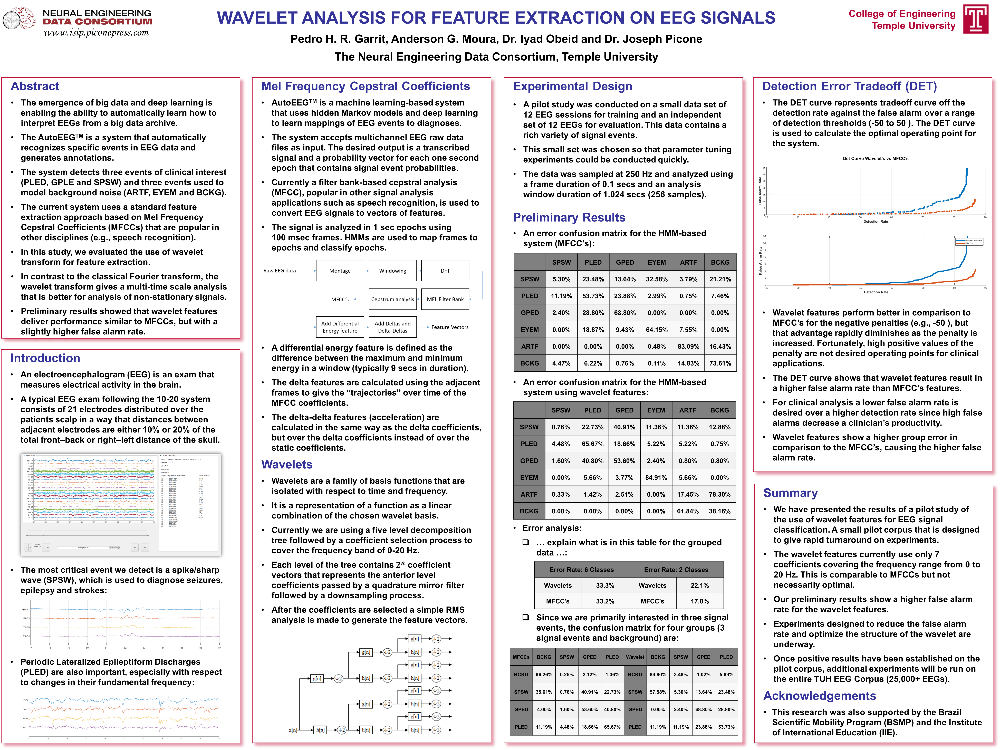 NEURAL ENGINEERING
DATA CONSORTIUM
www.isip.piconepress.com
WAVELET ANALYSIS FOR FEATURE EXTRACTION ON EEG SIGNALS
Pedro H. R. Garrit, Anderson G. Moura, Dr. Iyad Obeid and Dr. Joseph Picone
The Neural Engineering Data Consortium, Temple University
College of Engineering
Temple University
Abstract
• The emergence of big data and deep learning is
enabling the ability to automatically learn how to
interpret EEGs from a big data archive.
• The AutoEEG™ is a system that automatically
recognizes specific events in EEG data and
generates annotations.
• The system detects three events of clinical interest
(PLED, GPLE and SPSW) and three events used to
model background noise (ARTF, EYEM and BCKG).
• The current system uses a standard feature
extraction approach based on Mel Frequency
Cepstral Coefficients (MFCCs) that are popular in
other disciplines (e.g., speech recognition).
• In this study, we evaluated the use of wavelet
transform for feature extraction.
• In contrast to the classical Fourier transform, the
wavelet transform gives a multi-time scale analysis
that is better for analysis of non-stationary signals.
• Preliminary results showed that wavelet features
deliver performance similar to MFCCs, but with a
slightly higher false alarm rate.
Introduction
• An electroencephalogram (EEG) is an exam that
measures electrical activity in the brain.
• A typical EEG exam following the 10-20 system
consists of 21 electrodes distributed over the
patients scalp in a way that distances between
adjacent electrodes are either 10% or 20% of the
total front–back or right–left distance of the skull.
Wave Forms
EDF Informations
• The most critical event we detect is a spike/sharp
wave (SPSW), which is used to diagnose seizures,
epilepsy and strokes:
FP1-F7
F7-T3
T3-T5
T5-O1
77 78 79 80 81 82 83 84 85 86 87
• Periodic Lateralized Epileptiform Discharges
(PLED) are also important, especially with respect
to changes in their fundamental frequency:
Mel Frequency Cepstral Coefficients
• AutoEEG™ is a machine learning-based system
that uses hidden Markov models and deep learning
to learn mappings of EEG events to diagnoses.
• The system accepts multichannel EEG raw data
files as input. The desired output is a transcribed
signal and a probability vector for each one second
epoch that contains signal event probabilities.
• Currently a filter bank-based cepstral analysis
(MFCC), popular in other signal analysis
applications such as speech recognition, is used to
convert EEG signals to vectors of features.
• The signal is analyzed in 1 sec epochs using
100 msec frames. HMMs are used to map frames to
epochs and classify epochs.
Raw EEG data Montage Windowing DFT
MFCC's Cepstrum analysis MEL Filter Bank
Add Differential Energy feature Add Deltas and Delta-Deltas Feature Vectors
• A differential energy feature is defined as the
difference between the maximum and minimum
energy in a window (typically 9 secs in duration).
• The delta features are calculated using the adjacent
frames to give the “trajectories” over time of the
MFCC coefficients.
• The delta-delta features (acceleration) are
calculated in the same way as the delta coefficients,
but over the delta coefficients instead of over the
static coefficients.
Wavelets
• Wavelets are a family of basis functions that are
isolated with respect to time and frequency.
• It is a representation of a function as a linear
combination of the chosen wavelet basis.
• Currently we are using a five level decomposition
tree followed by a coefficient selection process to
cover the frequency band of 0-20 Hz.
• Each level of the tree contains 2ⁿ coefficient
vectors that represents the anterior level
coefficients passed by a quadrature mirror filter
followed by a downsampling process.
• After the coefficients are selected a simple RMS
analysis is made to generate the feature vectors.
g[n] ↓2
g[n] ↓2 h[n] ↓2
g[n] ↓2
g[n] ↓2 h[n] ↓2 h[n] ↓2
g[n] ↓2
g[n] ↓2 h[n] ↓2
g[n] ↓2
x[n] h[n] ↓2 h[n] ↓2 h[n] ↓2
Experimental Design
• A pilot study was conducted on a small data set of
12 EEG sessions for training and an independent
set of 12 EEGs for evaluation. This data contains a
rich variety of signal events.
• This small set was chosen so that parameter tuning
experiments could be conducted quickly.
• The data was sampled at 250 Hz and analyzed using
a frame duration of 0.1 secs and an analysis
window duration of 1.024 secs (256 samples).
Preliminary Results
• An error confusion matrix for the HMM-based
system (MFCC’s):
SPSW PLED GPED EYEM ARTF BCKG
SPSW 5.30% 23.48% 13.64% 32.58% 3.79% 21.21%
PLED 11.19% 53.73% 23.88% 2.99% 0.75% 7.46%
GPED 2.40% 28.80% 68.80% 0.00% 0.00% 0.00%
EYEM 0.00% 18.87% 9.43% 64.15% 7.55% 0.00%
ARTF 0.00% 0.00% 0.00% 0.48% 83.09% 16.43%
BCKG 4.47% 6.22% 0.76% 0.11% 14.83% 73.61%
• An error confusion matrix for the HMM-based
system using wavelet features:
SPSW PLED GPED EYEM ARTF BCKG
SPSW 0.76% 22.73% 40.91% 11.36% 11.36% 12.88%
PLED 4.48% 65.67% 18.66% 5.22% 5.22% 0.75%
GPED 1.60% 40.80% 53.60% 2.40% 0.80% 0.80%
EYEM 0.00% 5.66% 3.77% 84.91% 5.66% 0.00%
ARTF 0.33% 1.42% 2.51% 0.00% 17.45% 78.30%
BCKG 0.00% 0.00% 0.00% 0.00% 61.84% 38.16%
• Error analysis:
❑ … explain what is in this table for the grouped
data …:
Error Rate: 6 Classes Error Rate: 2 Classes
Wavelets 33.3% Wavelets 22.1%
MFCC's 33.2% MFCC's 17.8%
❑ Since we are primarily interested in three signal
events, the confusion matrix for four groups (3
signal events and background) are:
MFCCs BCKG SPSW GPED PLED Wavelet BCKG SPSW GPED PLED
BCKG 96.26% 0.25% 2.12% 1.36% BCKG 89.80% 3.48% 1.02% 5.69%
SPSW 35.61% 0.76% 40.91% 22.73% SPSW 57.58% 5.30% 13.64% 23.48%
GPED 4.00% 1.60% 53.60% 40.80% GPED 0.00% 2.40% 68.80% 28.80%
PLED 11.19% 4.48% 18.66% 65.67% PLED 11.19% 11.19% 23.88% 53.73%
Detection Error Tradeoff (DET)
• The DET curve represents tradeoff curve off the
detection rate against the false alarm over a range
of detection thresholds (-50 to 50 ). The DET curve
is used to calculate the optimal operating point for
the system.
Det Curve Wavelet's vs MFCC's
False Alarm Rate
35
30
25
20
15
10
5
0
20 30 40 50 60 70 80 90
Detection Rate
False Alarm Rate
35
30
25
20
15
10
5
0
Wavelet Features
MFCC's
20 30 40 50 60 70 80 90
Detection Rate
• Wavelet features perform better in comparison to
MFCC’s for the negative penalties (e.g., -50 ), but
that advantage rapidly diminishes as the penalty is
increased. Fortunately, high positive values of the
penalty are not desired operating points for clinical
applications.
• The DET curve shows that wavelet features result in
a higher false alarm rate than MFCC’s features.
• For clinical analysis a lower false alarm rate is
desired over a higher detection rate since high false
alarms decrease a clinician’s productivity.
• Wavelet features show a higher group error in
comparison to the MFCC’s, causing the higher false
alarm rate.
Summary
• We have presented the results of a pilot study of
the use of wavelet features for EEG signal
classification. A small pilot corpus that is designed
to give rapid turnaround on experiments.
• The wavelet features currently use only 7
coefficients covering the frequency range from 0 to
20 Hz. This is comparable to MFCCs but not
necessarily optimal.
• Our preliminary results show a higher false alarm
rate for the wavelet features.
• Experiments designed to reduce the false alarm
rate and optimize the structure of the wavelet are
underway.
• Once positive results have been established on the
pilot corpus, additional experiments will be run on
the entire TUH EEG Corpus (25,000+ EEGs).
Acknowledgements
• This research was also supported by the Brazil
Scientific Mobility Program (BSMP) and the Institute
of International Education (IIE).